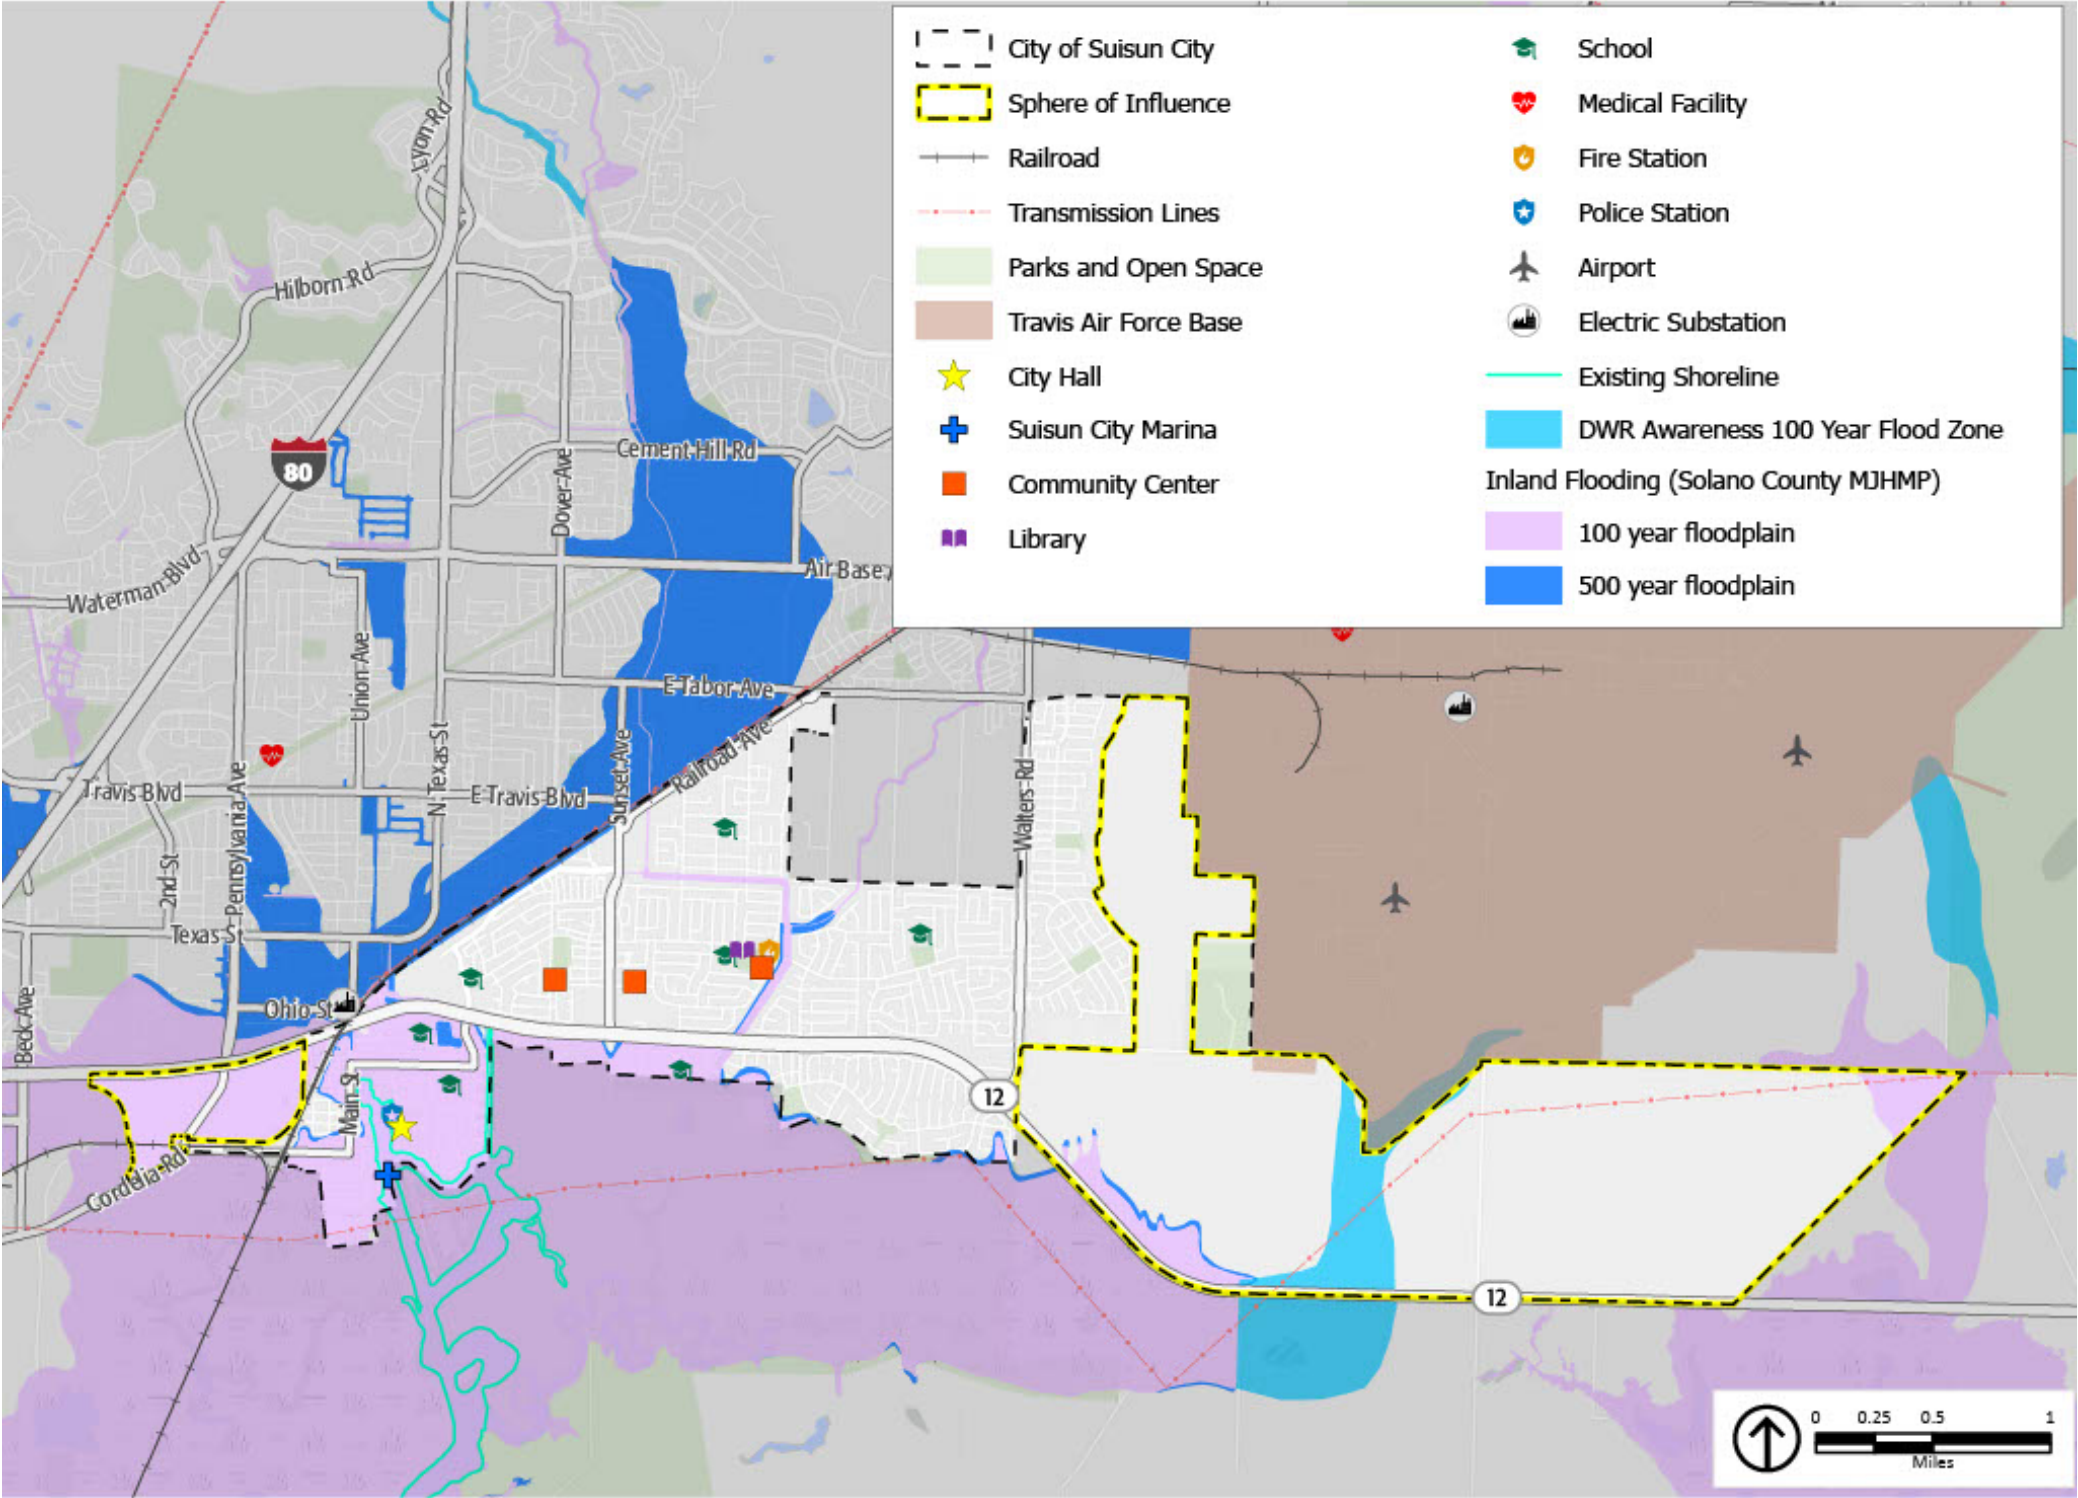 City of Suisun City
Sphere of Influence
Railroad
Transmission Lines
Parks and Open Space
Travis Air Force Base
City Hall
Suisun City Marina
Community Center
Library
School
Medical Facility
Fire Station
Police Station
Airport
Electric Substation
Existing Shoreline
DWR Awareness 100 Year Flood Zone
Inland Flooding (Solano County MJHMP)
100 year floodplain
500 year floodplain
Lyon Rd
Hilborn Rd
80
Cement Hill Rd
Dover Ave
Waterman Blvd
Air Base
Union Ave
E Tabor Ave
N Texas St
Sunset Ave
Railroad Ave
Walters Rd
Travis Blvd
E Travis Blvd
Pennsylvania Ave
2nd St
Texas St
Ohio St
Beck Ave
Main St
12
Cordelia Rd
12
0 0.25 0.5 1
Miles